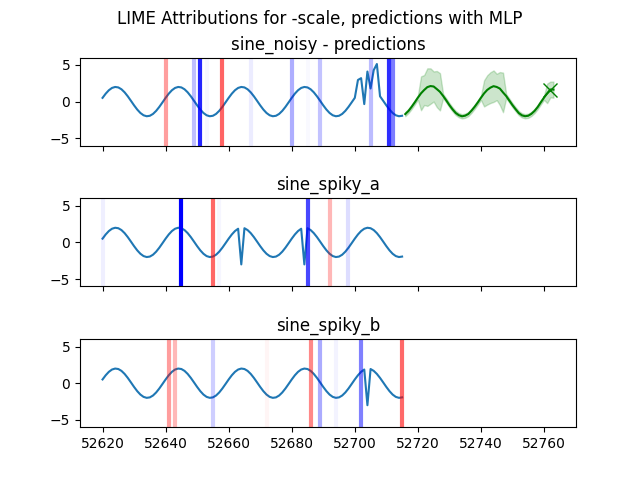 LIME Attributions for -scale, predictions with MLP
sine_noisy - predictions
5
0
−5
sine_spiky_a
5
0
−5
sine_spiky_b
5
0
−5
52620 52640 52660 52680 52700 52720 52740 52760